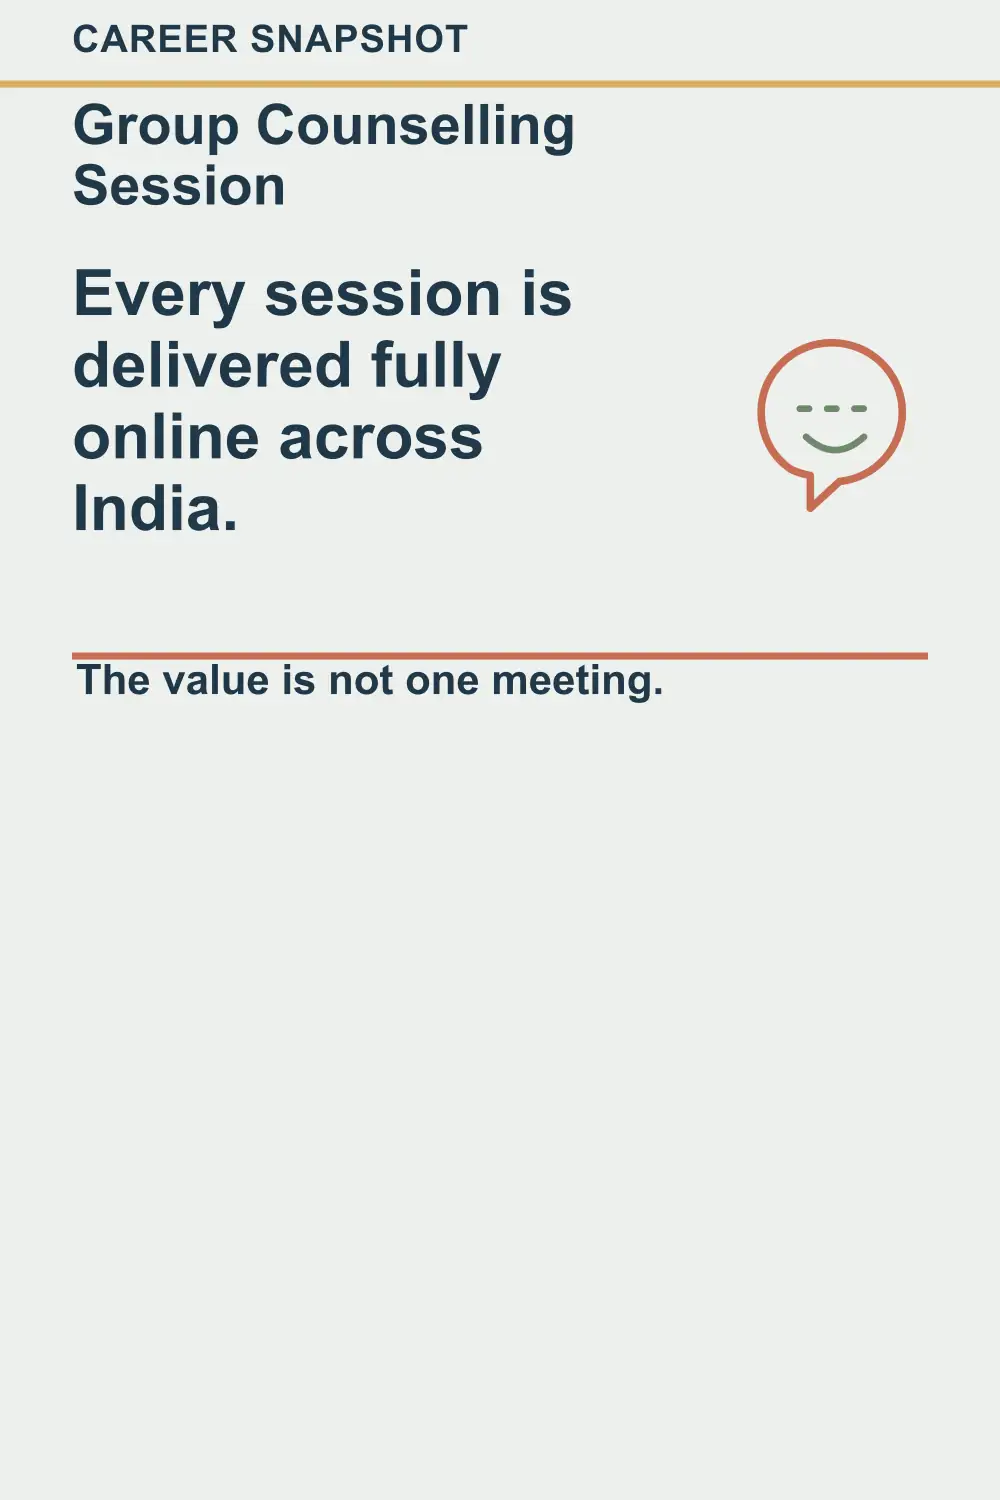 CAREER SNAPSHOT
Group Counselling
Session
Every session is
delivered fully
online across
India.
The value is not one meeting.